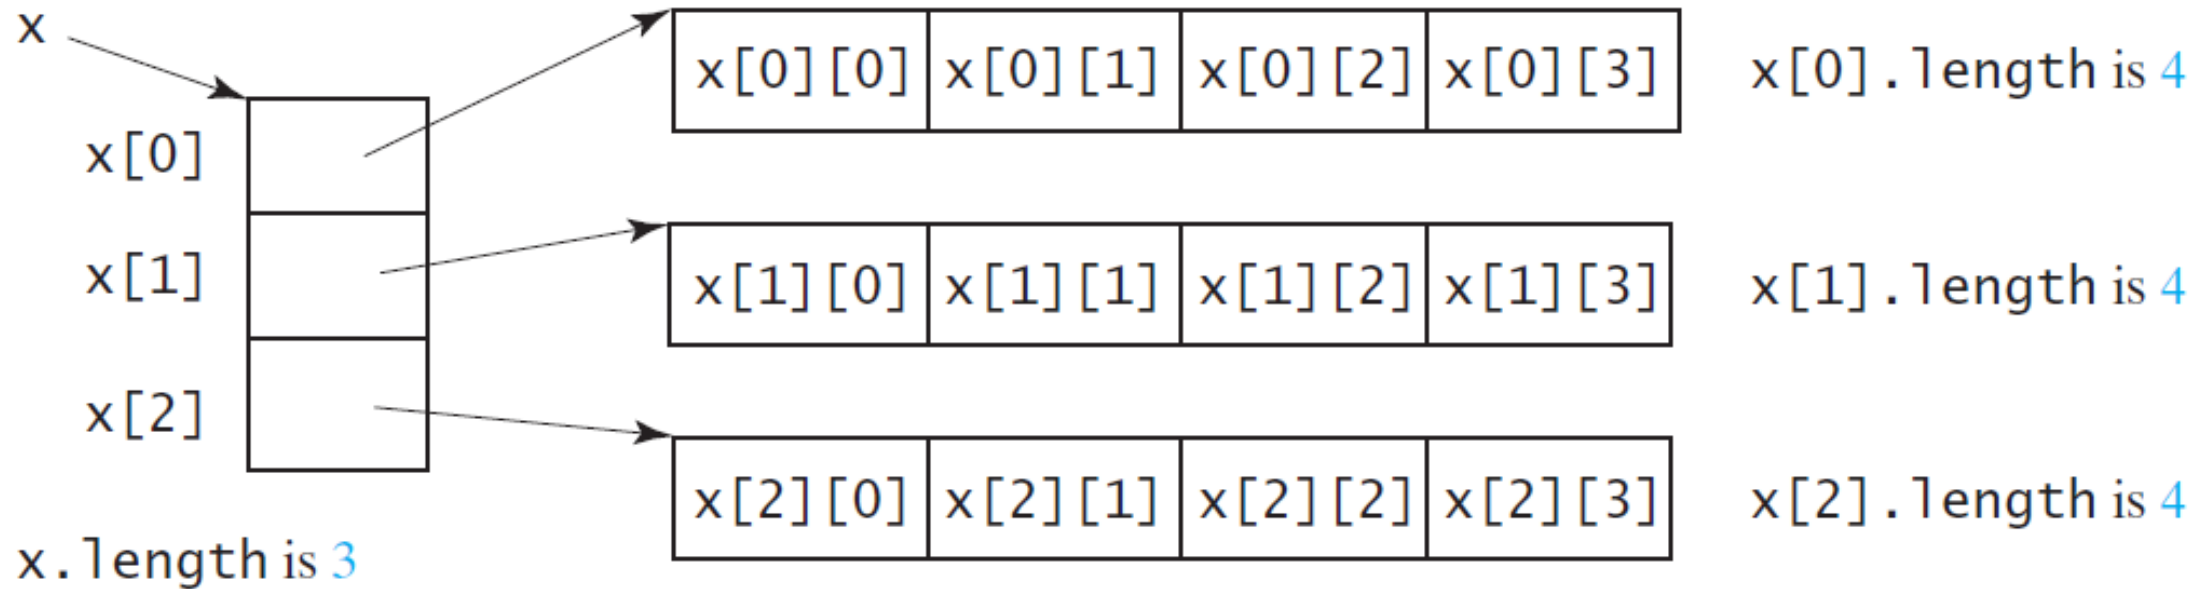 x
x[0][0] x[0][1] x[0][2] x[0][3] x[0].length is 4
x[0]
x[1]
x[1][0] x[1][1] x[1][2] x[1][3] x[1].length is 4
x[2]
x[2][0] x[2][1] x[2][2] x[2][3] x[2].length is 4
x.length is 3